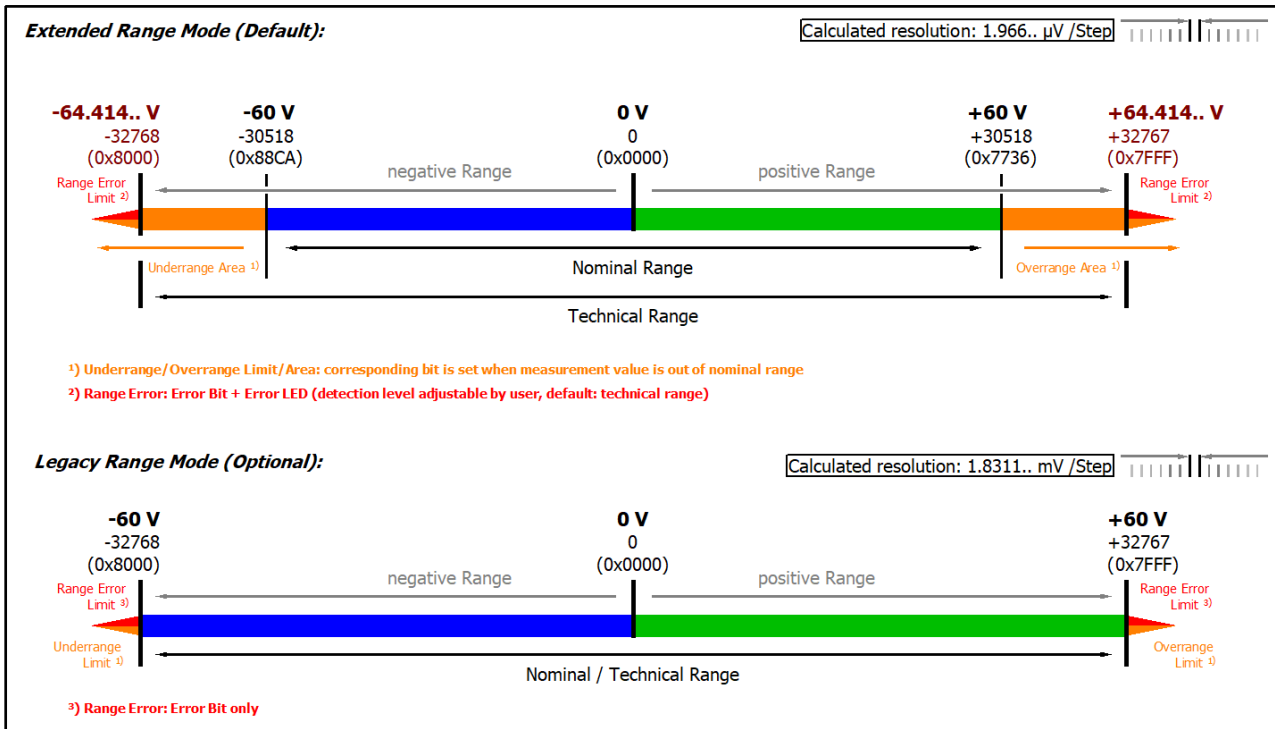 Extended Range Mode (Default):
Calculated resolution: 1.966.. µV /Step
-64.414.. V
-60 V
0 V
+60 V
+64.414.. V
-32768
-30518
0
+30518
+32767
(0x8000)
(0x88CA)
(0x0000)
(0x7736)
(0x7FFF)
negative Range
positive Range
Range Error
Limit ²⁾
Range Error
Limit ²⁾
Underrange Area ¹⁾
Nominal Range
Overrange Area ¹⁾
Technical Range
¹⁾ Underrange/Overrange Limit/Area: corresponding bit is set when measurement value is out of nominal range
²⁾ Range Error: Error Bit + Error LED (detection level adjustable by user, default: technical range)
Legacy Range Mode (Optional):
Calculated resolution: 1.8311.. mV /Step
-60 V
0 V
+60 V
-32768
0
+32767
(0x8000)
(0x0000)
(0x7FFF)
negative Range
positive Range
Range Error
Limit ³⁾
Range Error
Limit ³⁾
Underrange
Limit ¹⁾
Overrange
Limit ¹⁾
Nominal / Technical Range
³⁾ Range Error: Error Bit only